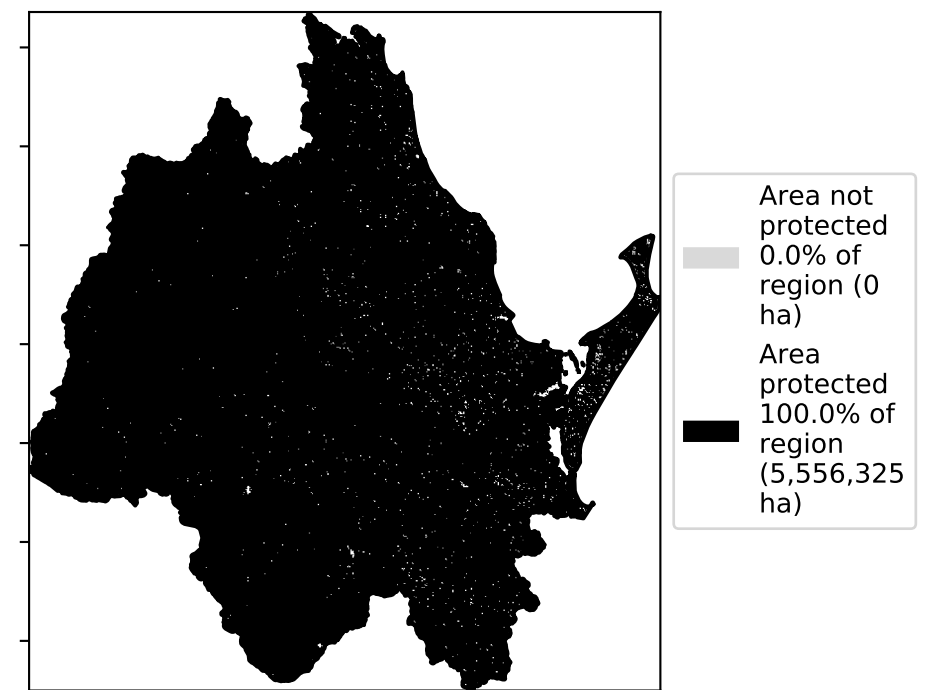 Area not
protected
0.0% of
region (0
ha)
Area
protected
100.0% of
region
(5,556,325
ha)